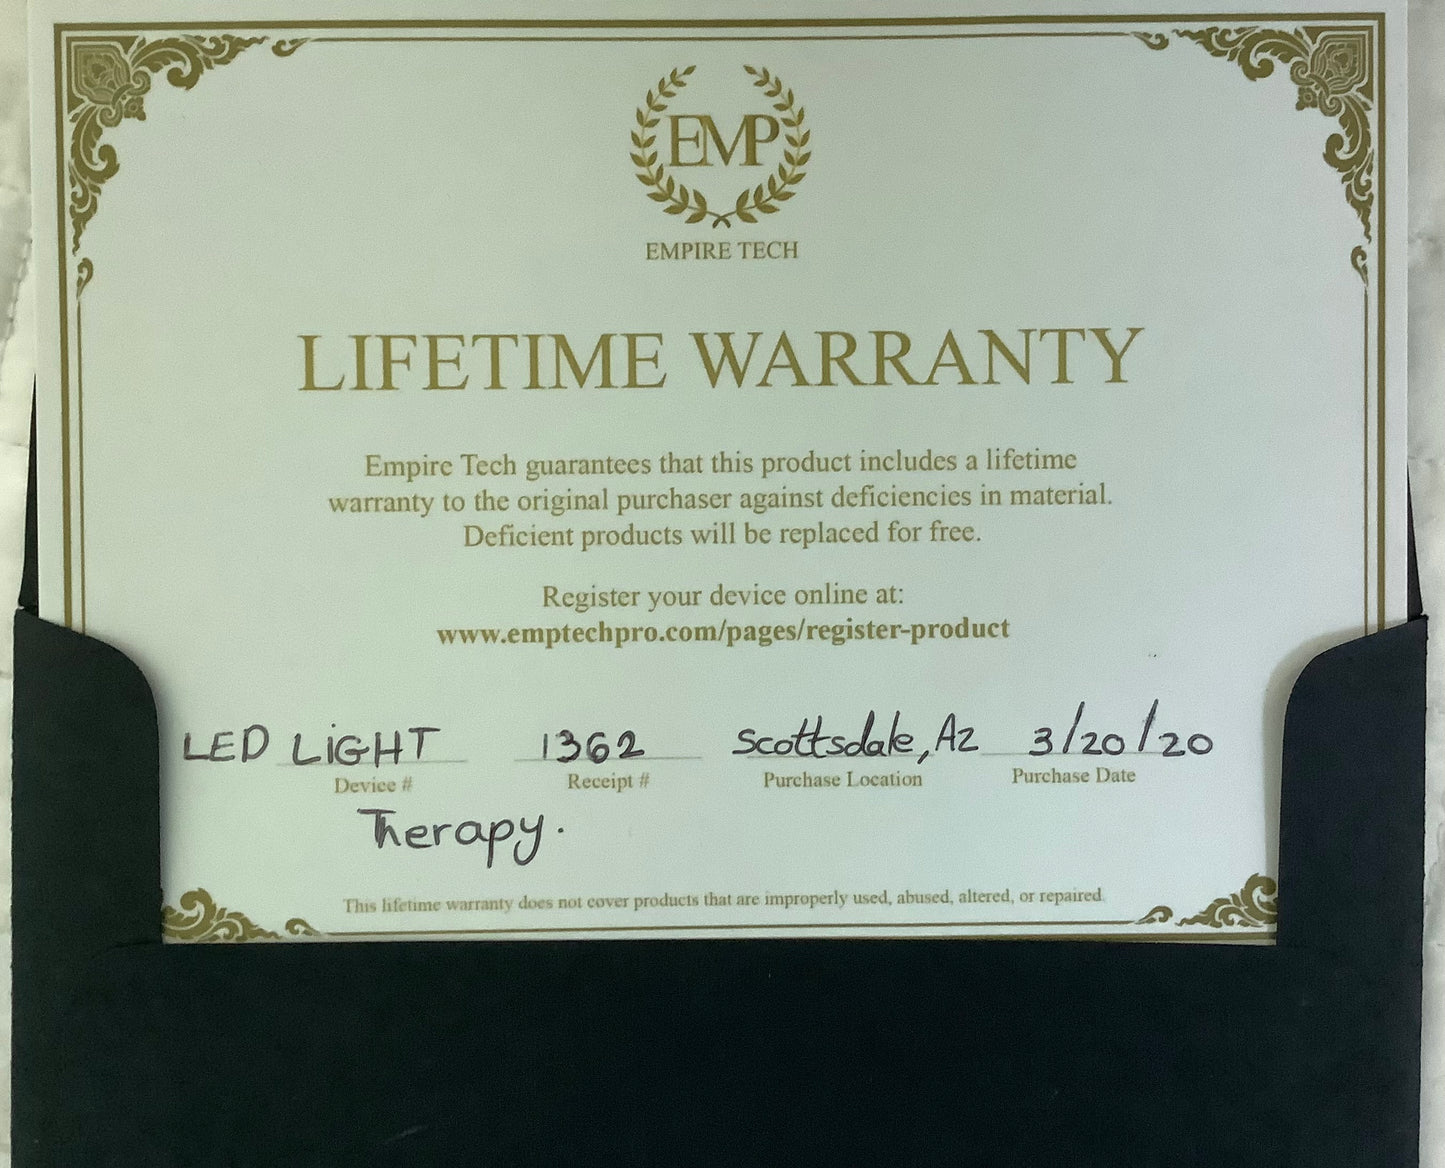 EMP
EMPIRE TECH
LIFETIME WARRANTY
Empire Tech guarantees that this product includes a lifetime
warranty to the original purchaser against deficiencies in material.
Deficient products will be replaced for free.
Register your device online at:
www.emptechpro.com/pages/register-product
LED LiGHT 1362 Scottsdale, AZ 3/20/20
Device # Receipt # Purchase Location Purchase Date
Therapy.
This lifetime warranty does not cover products that are improperly used, abused, altered, or repaired.